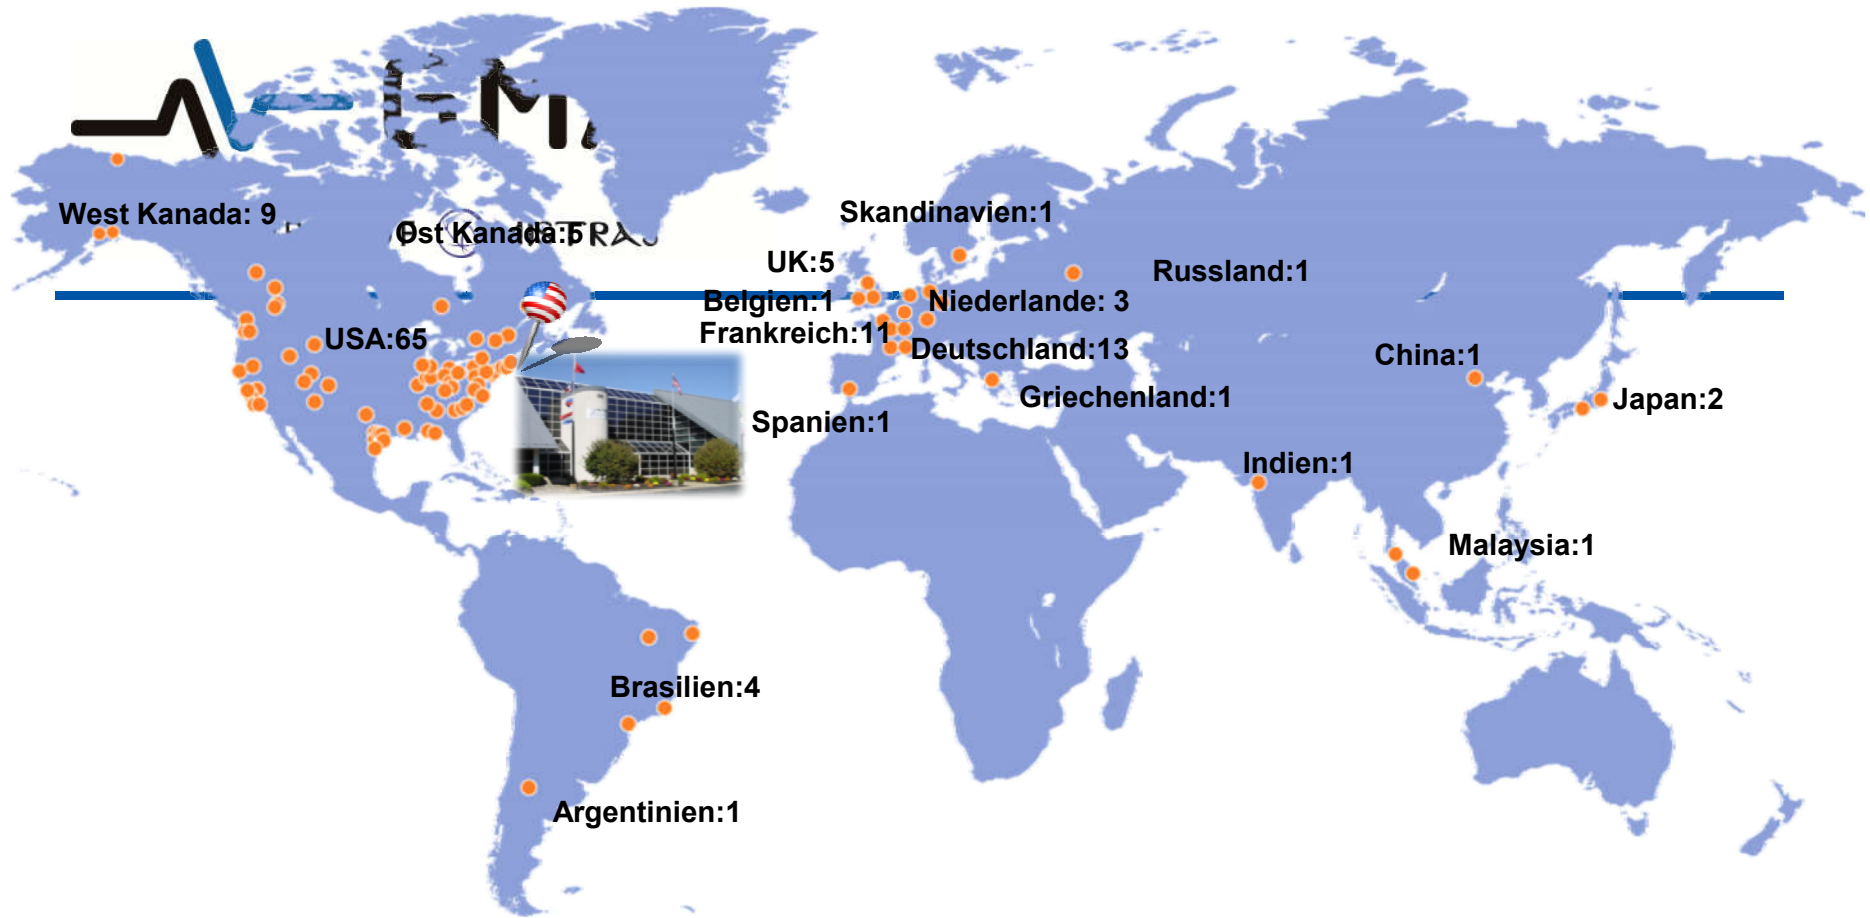 West Kanada: 9
Ost Kanada:5
Skandinavien:1
UK:5
Russland:1
Belgien:1
Niederlande: 3
Frankreich:11
USA:65
Deutschland:13
China:1
Griechenland:1
Japan:2
Spanien:1
Indien:1
Malaysia:1
Brasilien:4
Argentinien:1